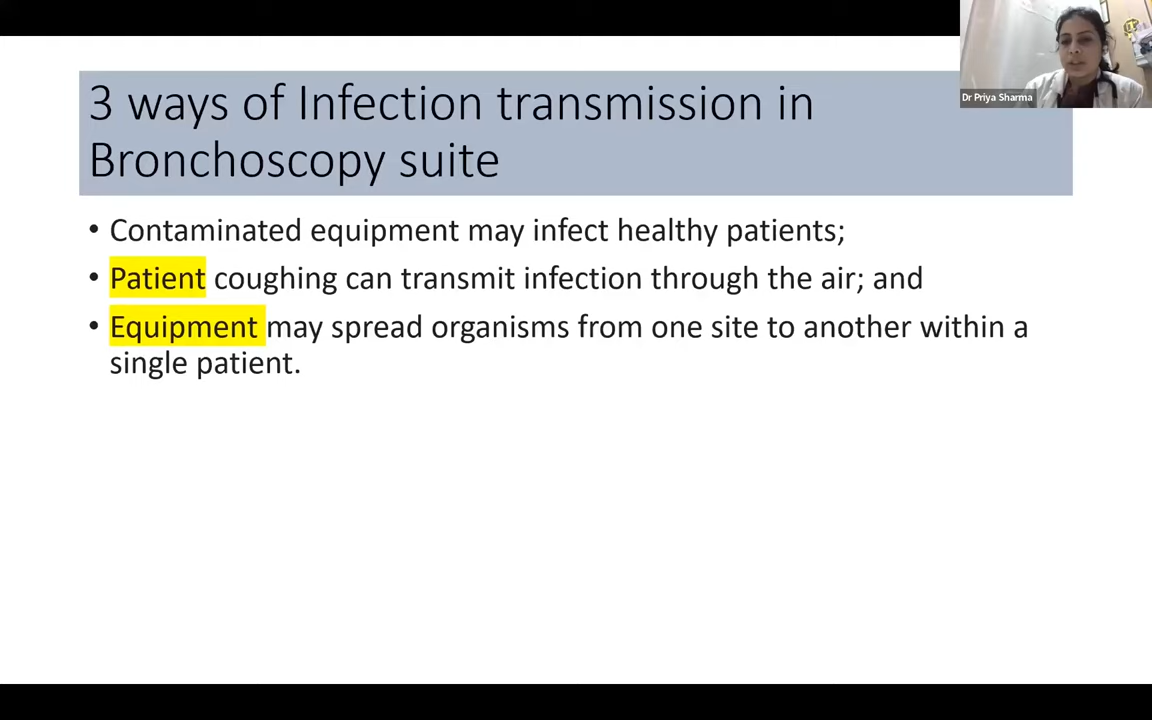 3 ways of Infection transmission in
Bronchoscopy suite
• Contaminated equipment may infect healthy patients;
• Patient coughing can transmit infection through the air; and
• Equipment may spread organisms from one site to another within a
single patient.
Dr Priya Sharma